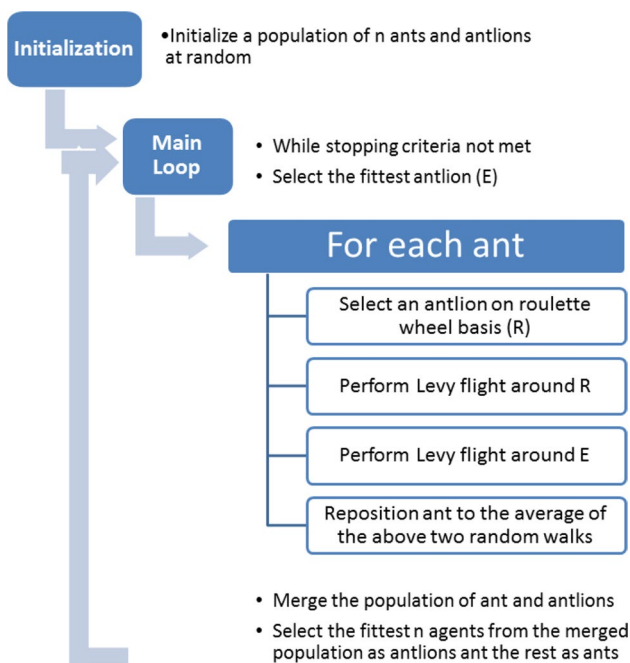 Initialization
•Initialize a population of n ants and antlions
at random
Main
Loop
• While stopping criteria not met
• Select the fittest antlion (E)
For each ant
Select an antlion on roulette
wheel basis (R)
Perform Levy flight around R
Perform Levy flight around E
Reposition ant to the average of
the above two random walks
• Merge the population of ant and antlions
• Select the fittest n agents from the merged
population as antlions ant the rest as ants